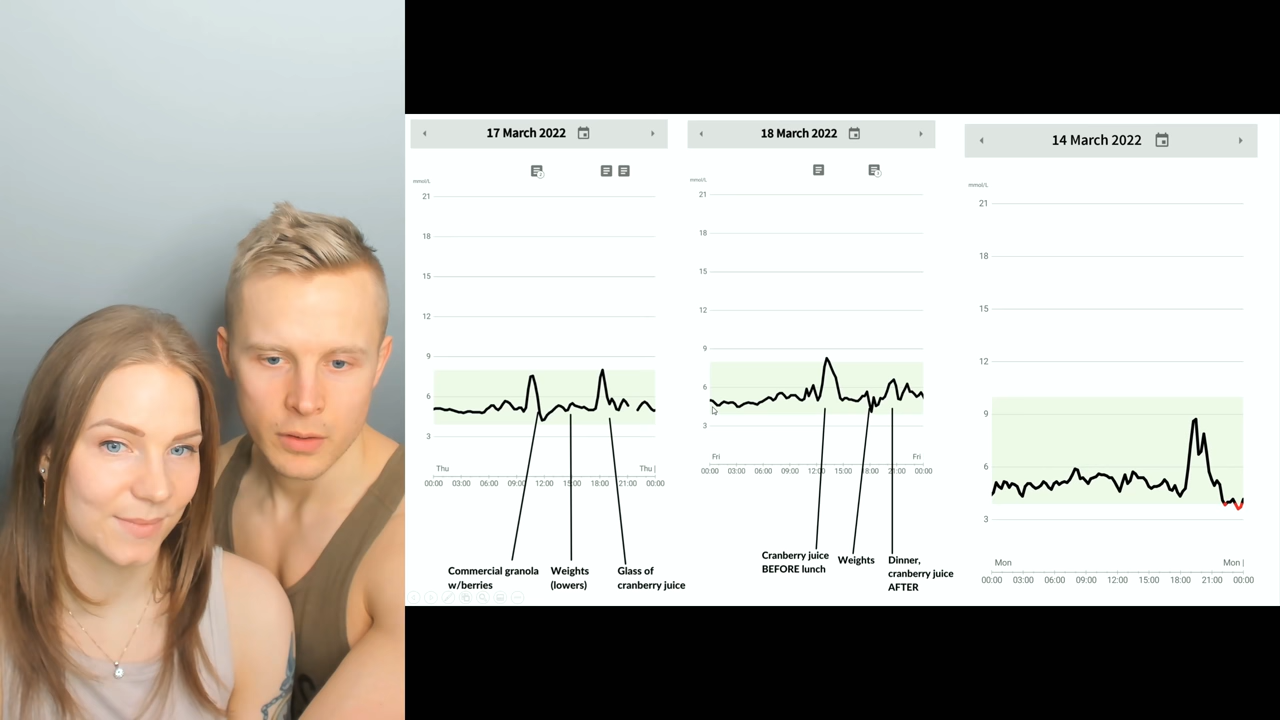 17 March 2022
mmol/L
21
18
15
12
9
6
3
Thu
Thu
00:00 03:00 06:00 09:00 12:00 15:00 18:00 21:00 00:00
Commercial granola
w/berries
Weights
(lowers)
Glass of
cranberry juice
18 March 2022
mmol/L
21
18
15
12
9
6
3
Fri
Fri
00:00 03:00 06:00 09:00 12:00 15:00 18:00 21:00 00:00
Cranberry juice
BEFORE lunch
Weights
Dinner,
cranberry juice
AFTER
14 March 2022
mmol/L
21
18
15
12
9
6
3
Mon
Mon
00:00 03:00 06:00 09:00 12:00 15:00 18:00 21:00 00:00